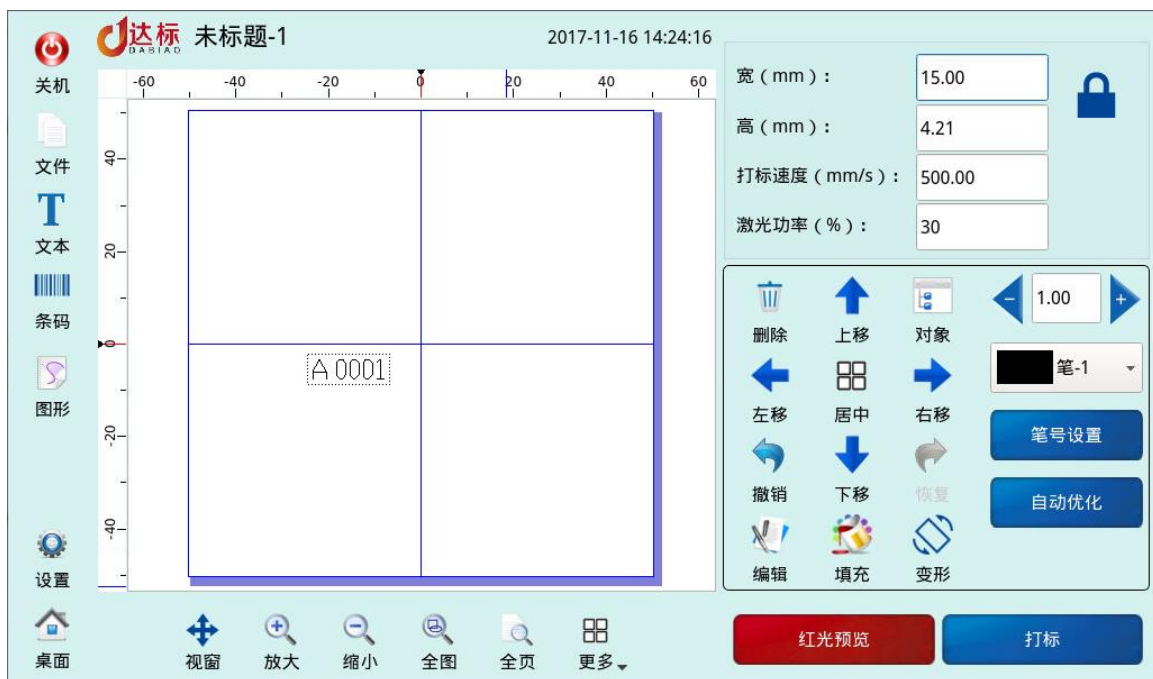 达标 DABIAO 未标题-1 2017-11-16 14:24:16
关机
文件
文本
条码
图形
设置
桌面
-60 -40 -20 0 20 40 60
40
20
0
-20
-40
A 0001
宽（mm）： 15.00
高（mm）： 4.21
打标速度（mm/s）： 500.00
激光功率（%）： 30
删除 上移 对象
左移 居中 右移
撤销 下移 恢复
编辑 填充 变形
- 1.00 +
笔-1
笔号设置
自动优化
视窗 放大 缩小 全图 全页 更多
红光预览 打标